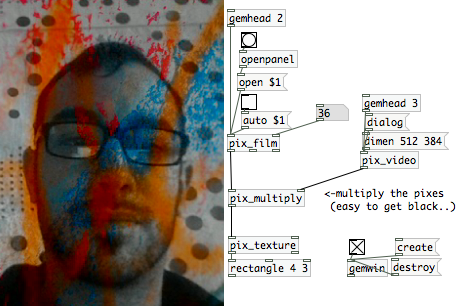 gemhead 2
openpanel
open $1
auto $1
36
pix_film
gemhead 3
dialog
dimen 512 384
pix_video
pix_multiply
<-multiply the pixes
(easy to get black..)
pix_texture
rectangle 4 3
create
gemwin
destroy